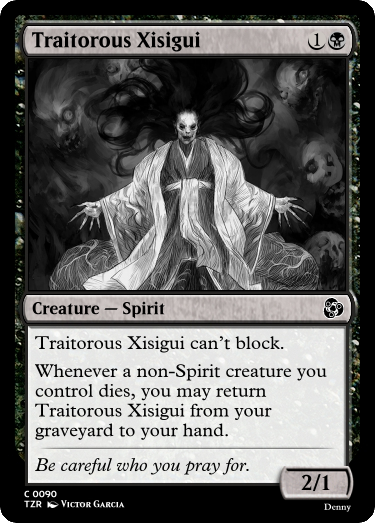 Traitorous Xisigui 1
Creature — Spirit
Traitorous Xisigui can't block.
Whenever a non-Spirit creature you
control dies, you may return
Traitorous Xisigui from your
graveyard to your hand.
Be careful who you pray for.
2/1
C 0090
TZR Victor Garcia
Denny